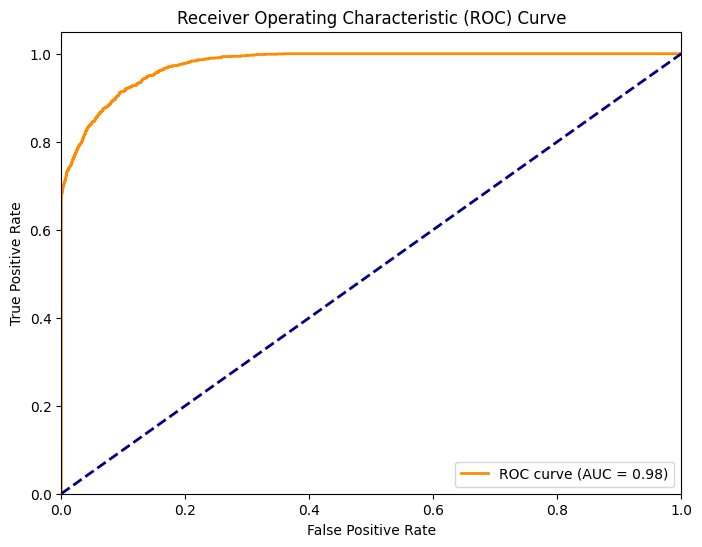 Receiver Operating Characteristic (ROC) Curve
1.0
0.8
0.6
0.4
0.2
0.0
True Positive Rate
ROC curve (AUC = 0.98)
0.0 0.2 0.4 0.6 0.8 1.0
False Positive Rate